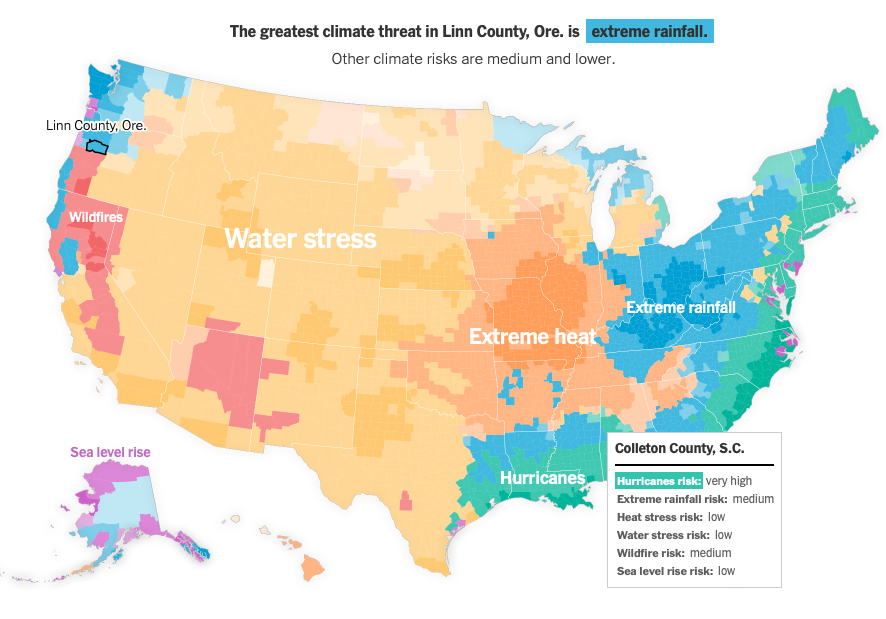 The greatest climate threat in Linn County, Ore. is extreme rainfall.
Other climate risks are medium and lower.
Linn County, Ore.
Wildfires
Water stress
Extreme rainfall
Extreme heat
Sea level rise
Hurricanes
Colleton County, S.C.
Hurricanes risk: very high
Extreme rainfall risk: medium
Heat stress risk: low
Water stress risk: low
Wildfire risk: medium
Sea level rise risk: low